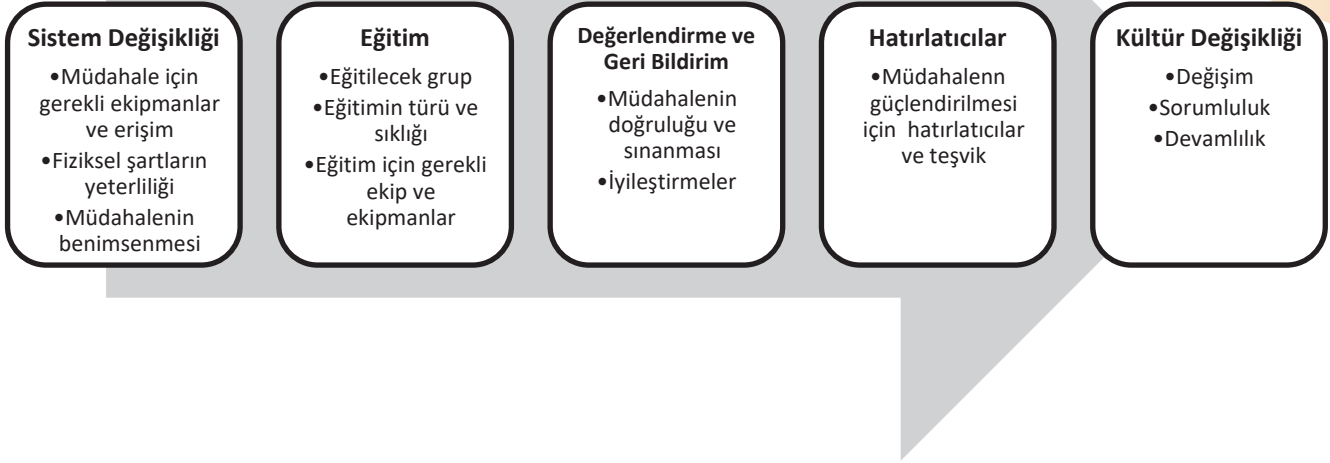 Sistem Değişikliği
•Müdahale için
gerekli ekipmanlar
ve erişim
•Fiziksel şartların
yeterliliği
•Müdahalenin
benimsenmesi
Eğitim
•Eğitilecek grup
•Eğitimin türü ve
sıklığı
•Eğitim için gerekli
ekip ve
ekipmanlar
Değerlendirme ve
Geri Bildirim
•Müdahalenin
doğruluğu ve
sınanması
•İyileştirmeler
Hatırlatıcılar
•Müdahalenn
güçlendirilmesi
için  hatırlatıcılar
ve teşvik
Kültür Değişikliği
•Değişim
•Sorumluluk
•Devamlılık